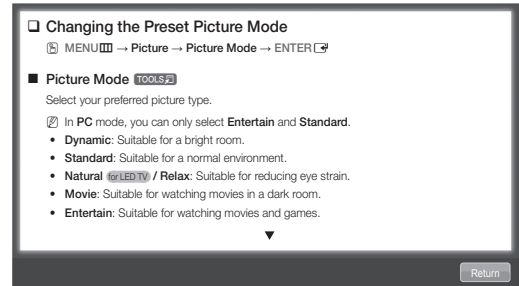 ❑ Changing the Preset Picture Mode
MENU → Picture → Picture Mode → ENTER
■ Picture Mode TOOLS
Select your preferred picture type.
In PC mode, you can only select Entertain and Standard.
• Dynamic: Suitable for a bright room.
• Standard: Suitable for a normal environment.
• Natural for LED TV / Relax: Suitable for reducing eye strain.
• Movie: Suitable for watching movies in a dark room.
• Entertain: Suitable for watching movies and games.
▼
Return